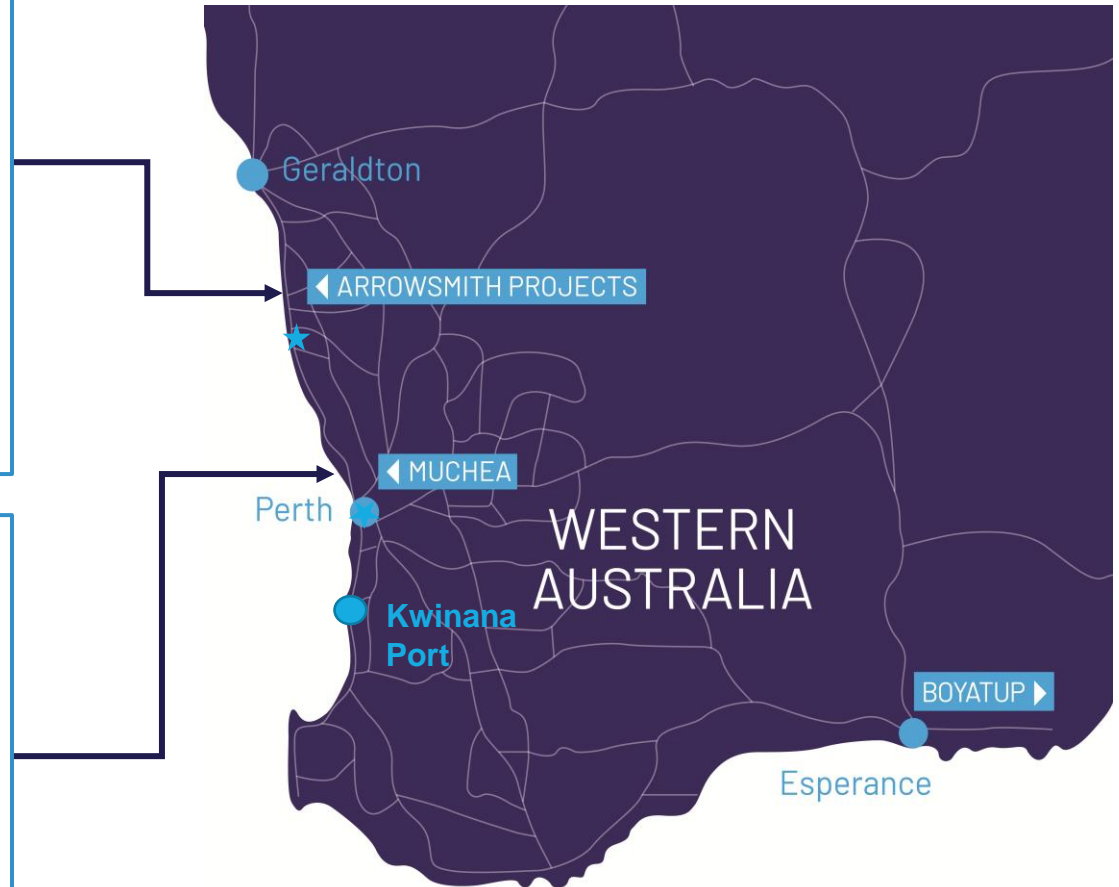 Geraldton
ARROWSMITH PROJECTS
MUCHEA
Perth
WESTERN
AUSTRALIA
Kwinana
Port
BOYATUP
Esperance